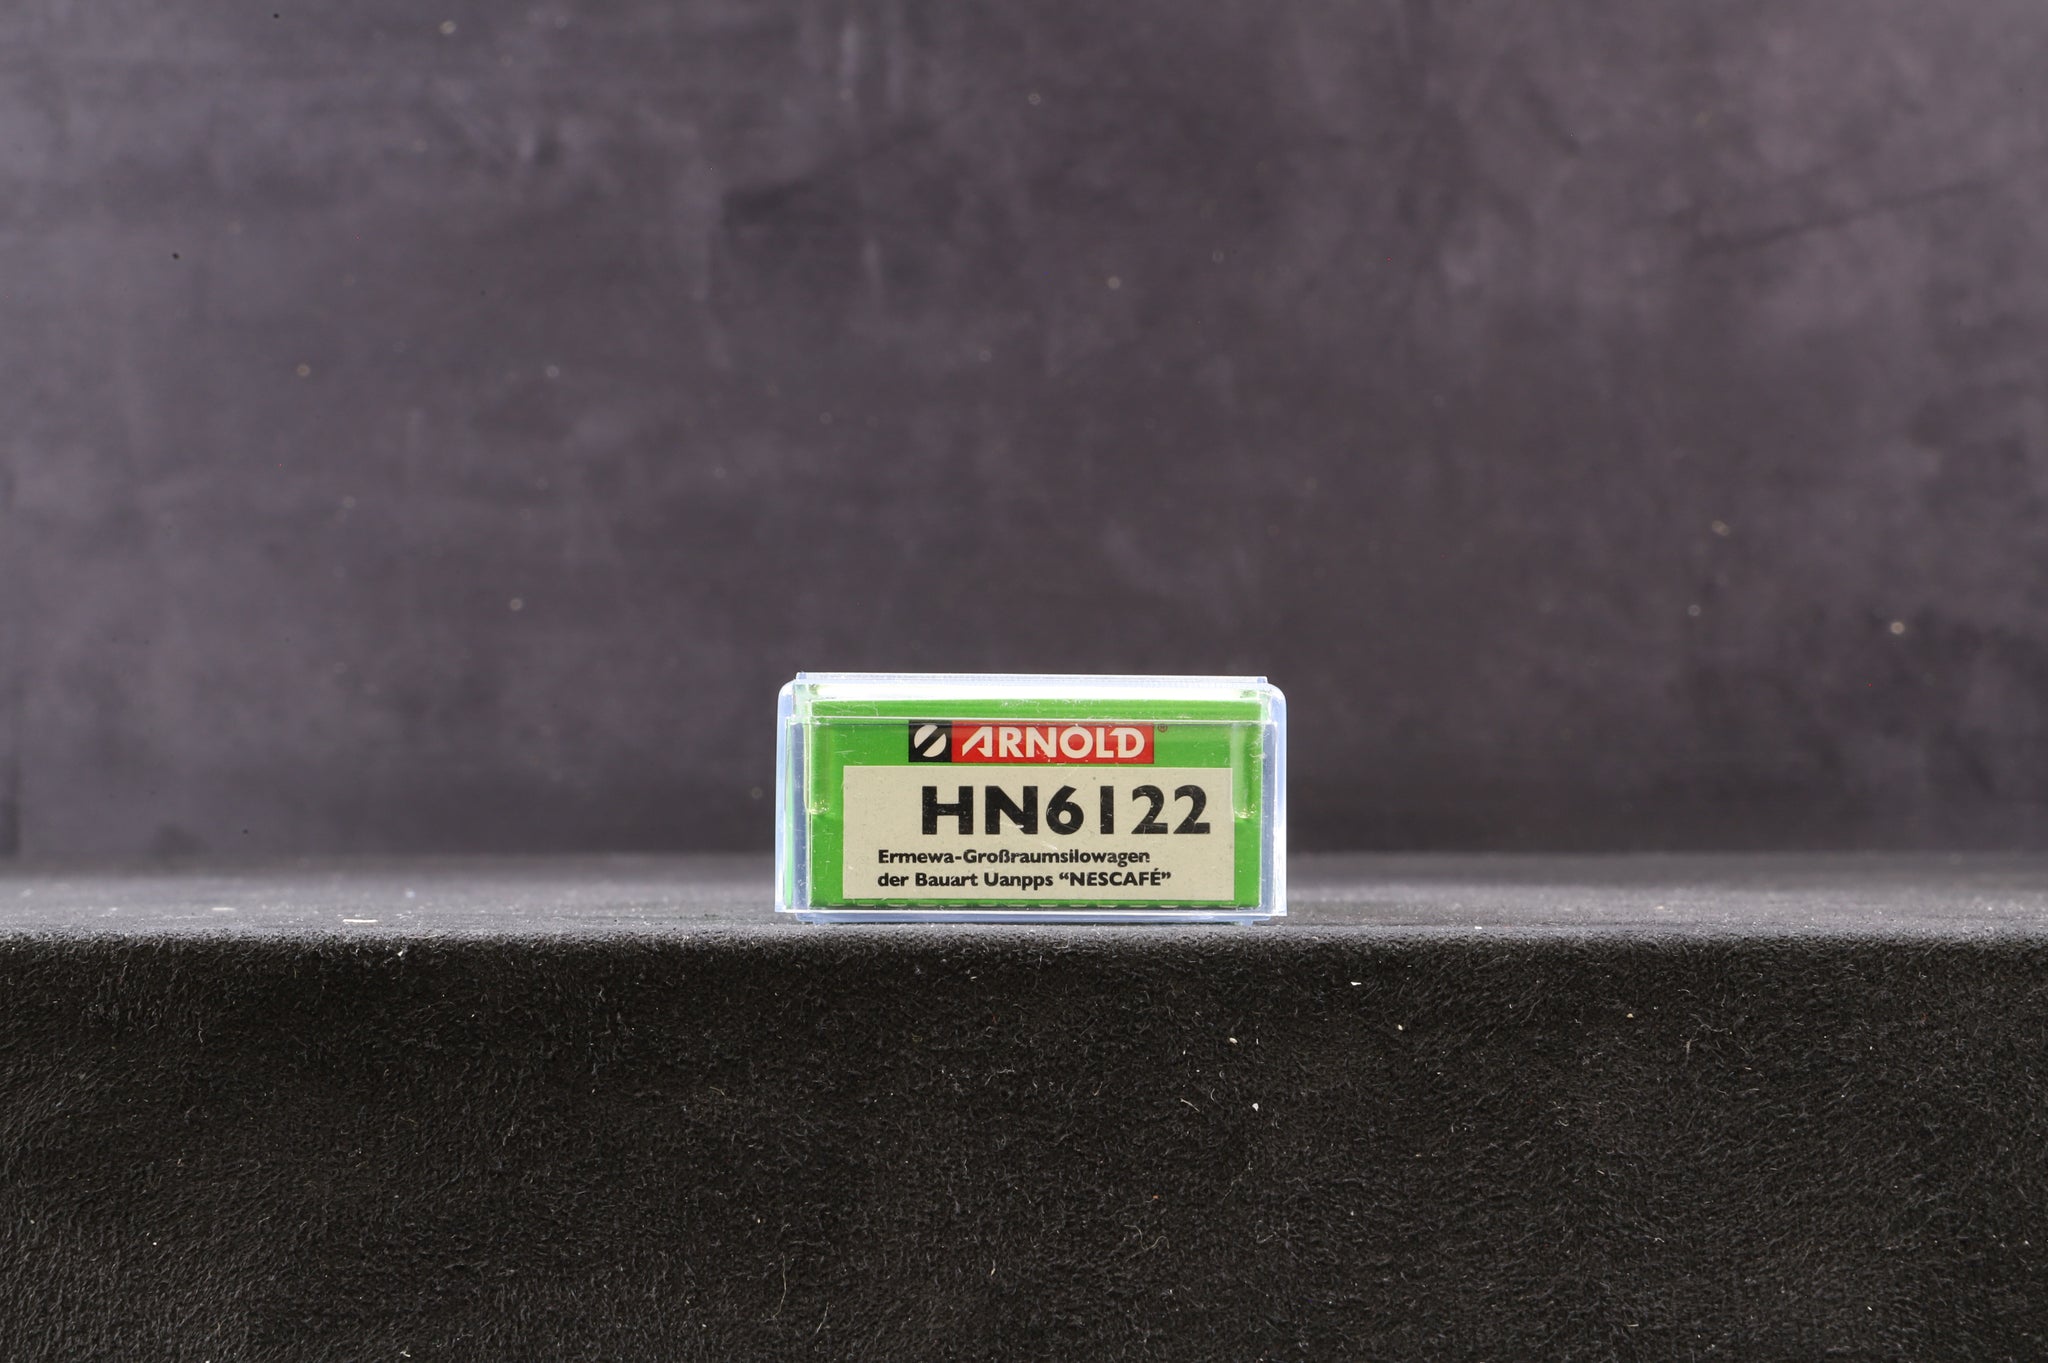 ARNOLD®
HN6122
Ermewa-Großraumsilowagen
der Bauart Uanpps “NESCAFÉ”